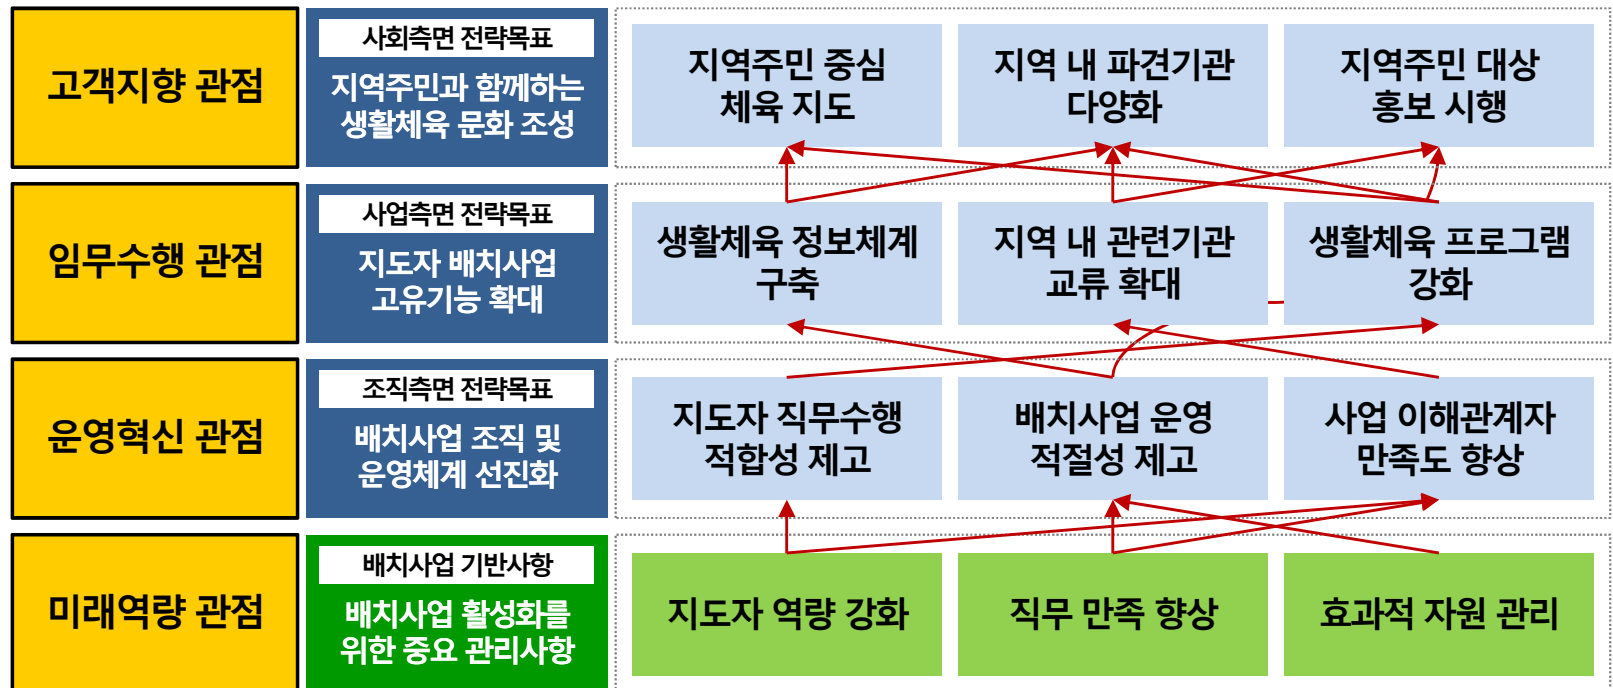 고객지향 관점
사회측면 전략목표
지역주민과 함께하는
생활체육 문화 조성
지역주민 중심
체육 지도
지역 내 파견기관
다양화
지역주민 대상
홍보 시행
임무수행 관점
사업측면 전략목표
지도자 배치사업
고유기능 확대
생활체육 정보체계
구축
지역 내 관련기관
교류 확대
생활체육 프로그램
강화
운영혁신 관점
조직측면 전략목표
배치사업 조직 및
운영체계 선진화
지도자 직무수행
적합성 제고
배치사업 운영
적절성 제고
사업 이해관계자
만족도 향상
미래역량 관점
배치사업 기반사항
배치사업 활성화를
위한 중요 관리사항
지도자 역량 강화
직무 만족 향상
효과적 자원 관리